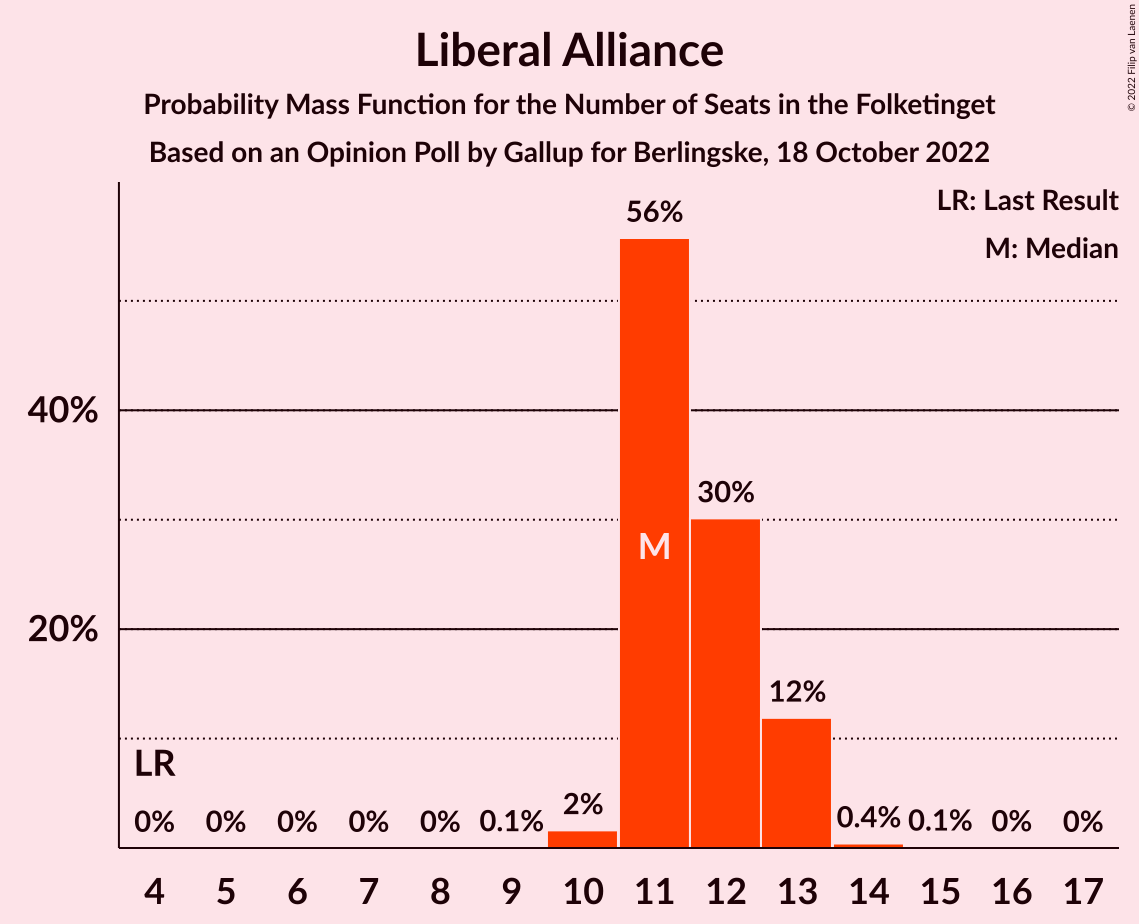 Liberal Alliance
Probability Mass Function for the Number of Seats in the Folketinget
Based on an Opinion Poll by Gallup for Berlingske, 18 October 2022
© 2022 Filip van Laenen
LR: Last Result
M: Median
56%
40%
30%
M
20%
12%
LR
0% 0% 0% 0% 0% 0.1% 2% 0.4% 0.1% 0% 0%
4 5 6 7 8 9 10 11 12 13 14 15 16 17